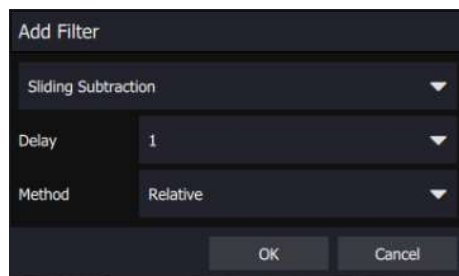 Add Filter
Sliding Subtraction
Delay 1
Method Relative
OK Cancel